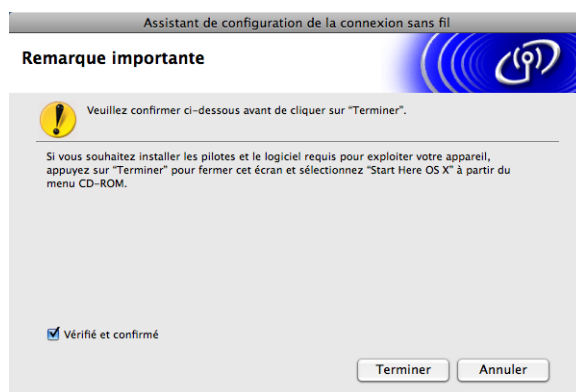 Assistant de configuration de la connexion sans fil
Remarque importante
Veuillez confirmer ci-dessous avant de cliquer sur “Terminer”.
Si vous souhaitez installer les pilotes et le logiciel requis pour exploiter votre appareil,
appuyez sur “Terminer” pour fermer cet écran et sélectionnez “Start Here OS X” à partir du
menu CD-ROM.
Vérifié et confirmé
Terminer
Annuler